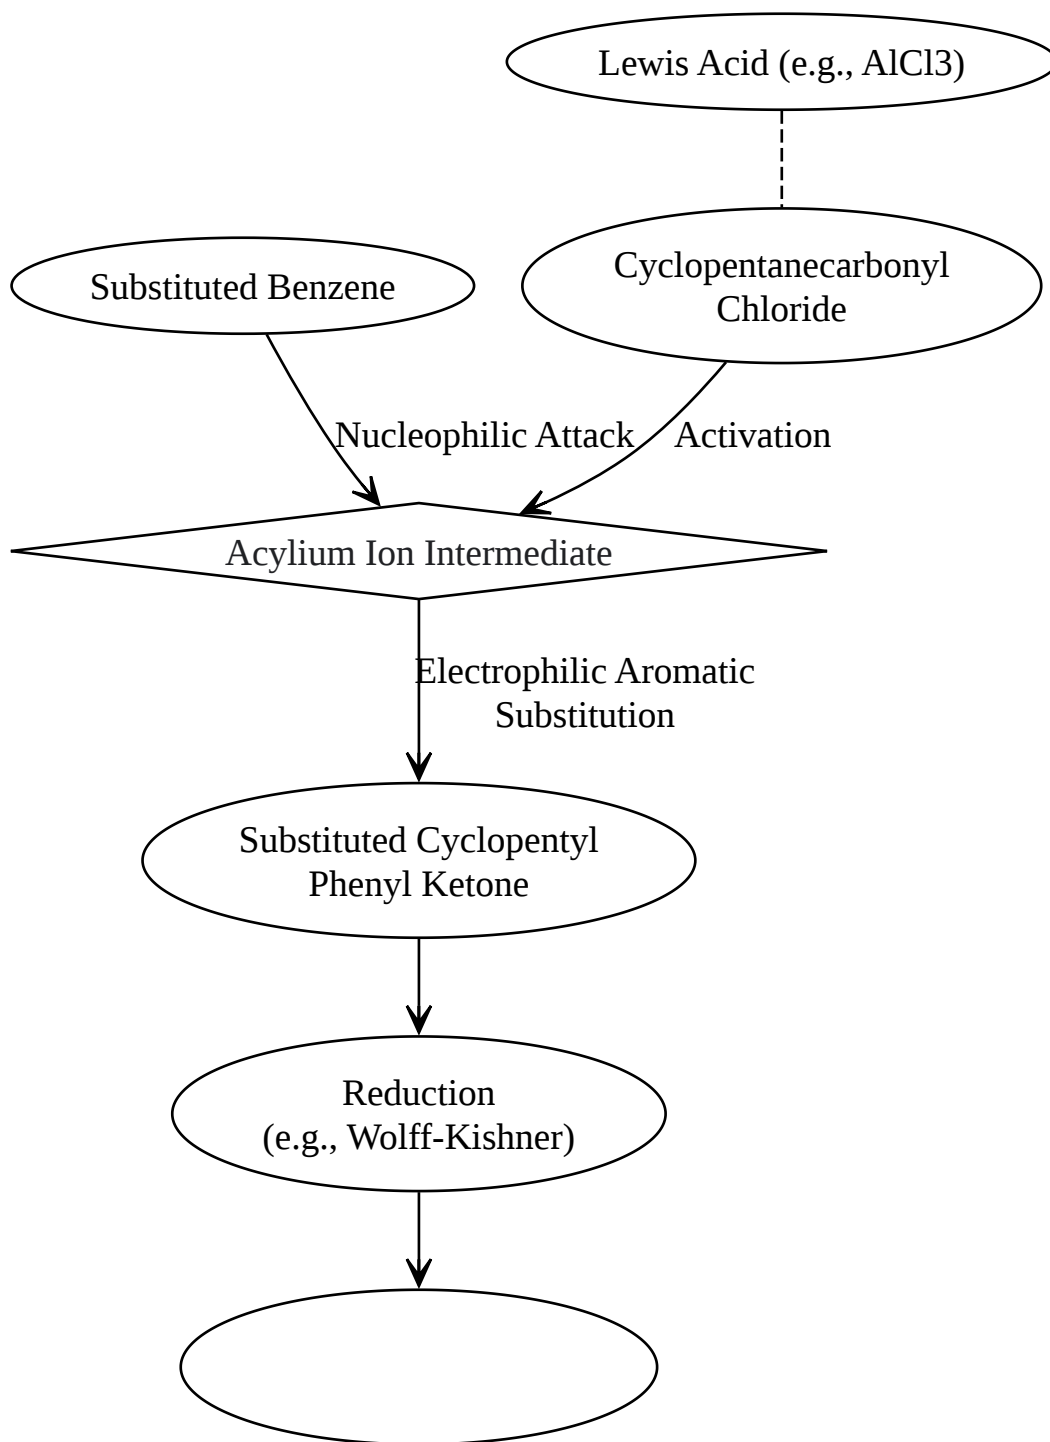 Lewis Acid (e.g., AlCl3)
Cyclopentanecarbonyl
Chloride
Substituted Benzene
Nucleophilic Attack
Activation
Acylium Ion Intermediate
Electrophilic Aromatic
Substitution
Substituted Cyclopentyl
Phenyl Ketone
Reduction
(e.g., Wolff-Kishner)